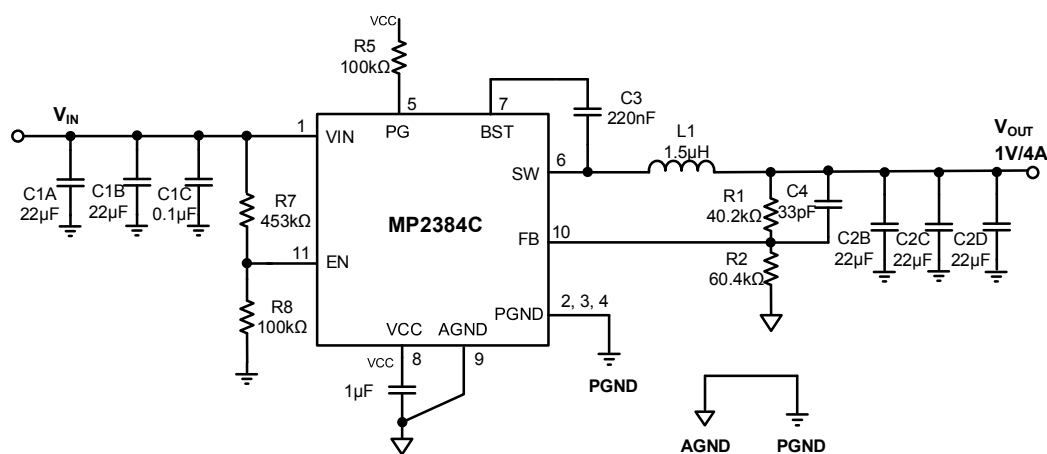 VCC
R5
100kΩ
VIN
1
5
7
C3
220nF
VIN
PG
BST
C1A
22µF
C1B
22µF
C1C
0.1µF
R7
453kΩ
SW
6
L1
1.5µH
VOUT
1V/4A
R1
40.2kΩ
C4
33pF
MP2384C
FB
10
C2B
22µF
C2C
22µF
C2D
22µF
11
EN
R2
60.4kΩ
R8
100kΩ
PGND
2, 3, 4
VCC
AGND
VCC
8
9
1µF
PGND
AGND
PGND